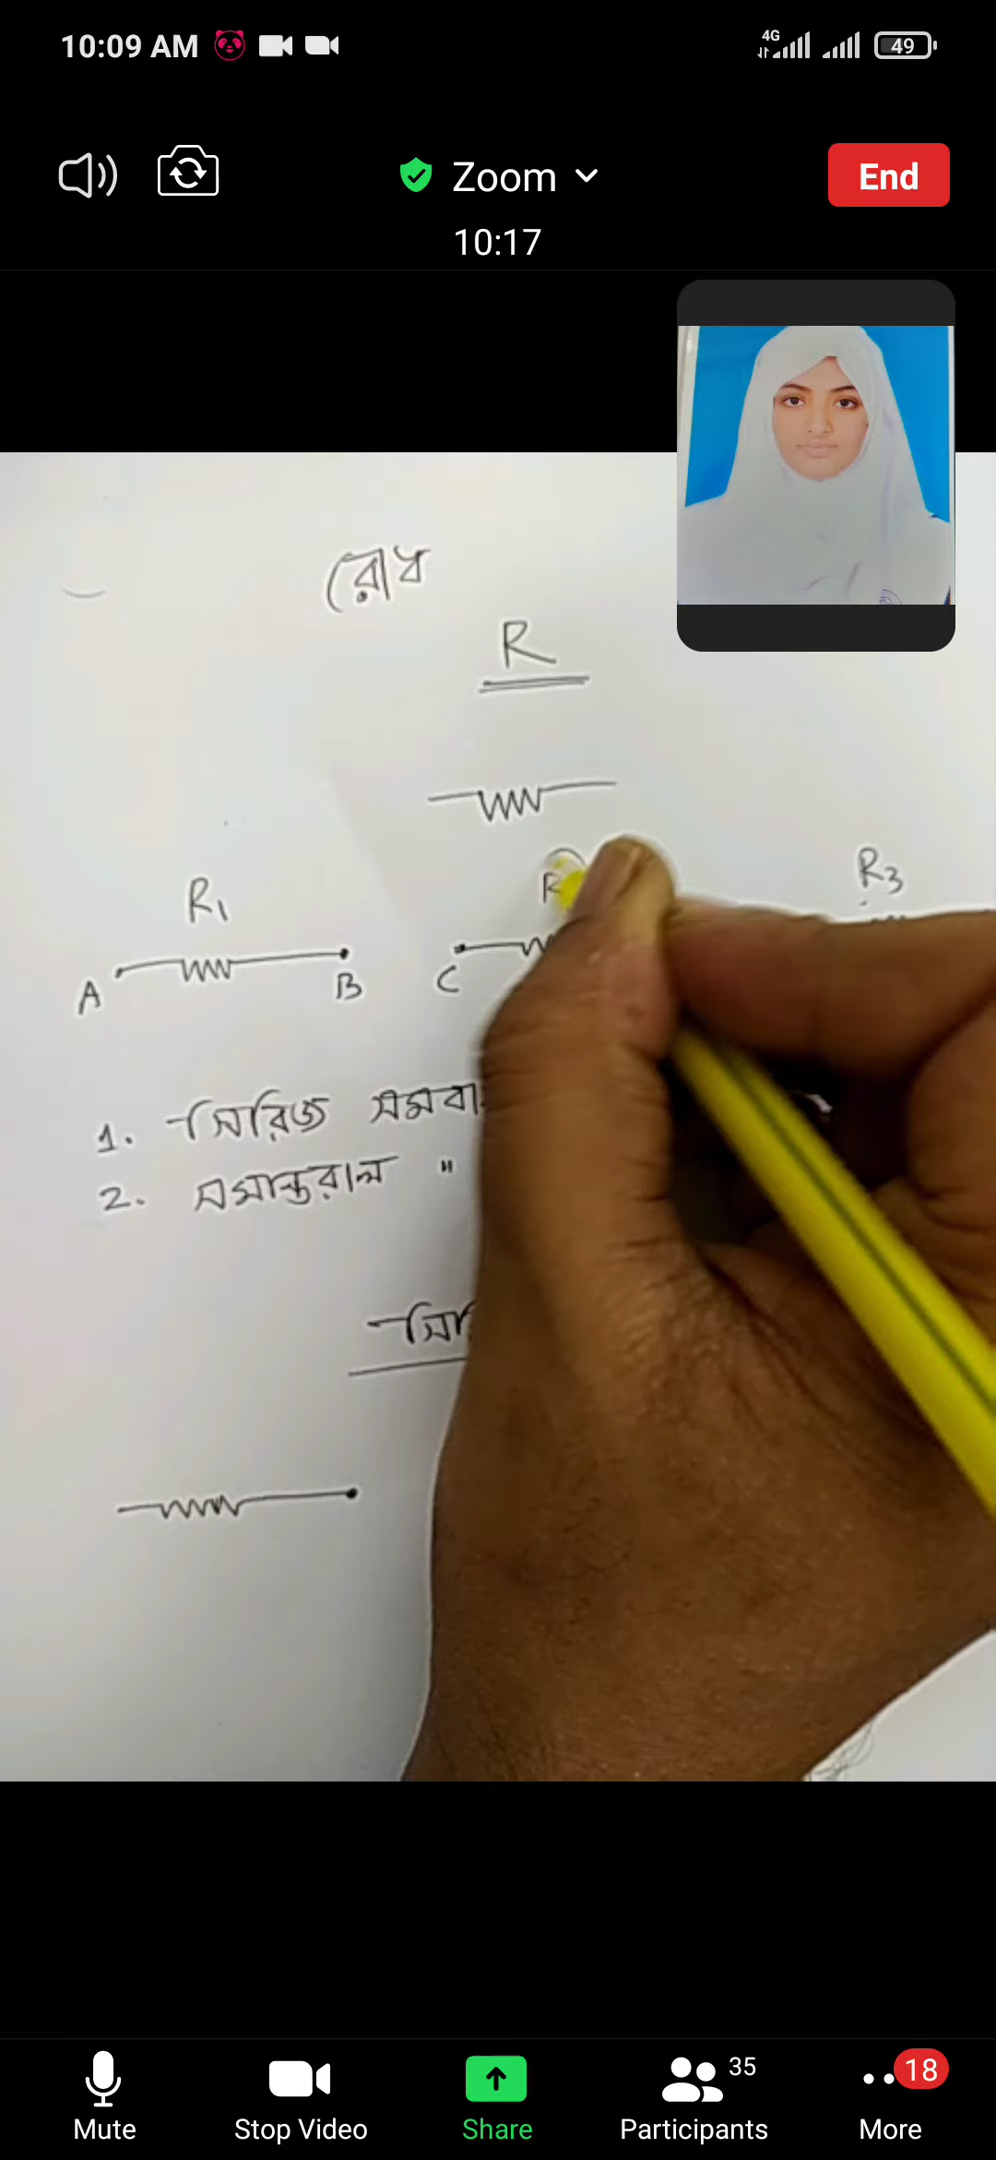 10:09 AM 4G 49
Zoom End
10:17
রোধ
R
R1 R3
A B C
1. সিরিজ সমবা
2. সমান্তরাল "
সি
Mute Stop Video Share Participants 35 More 18